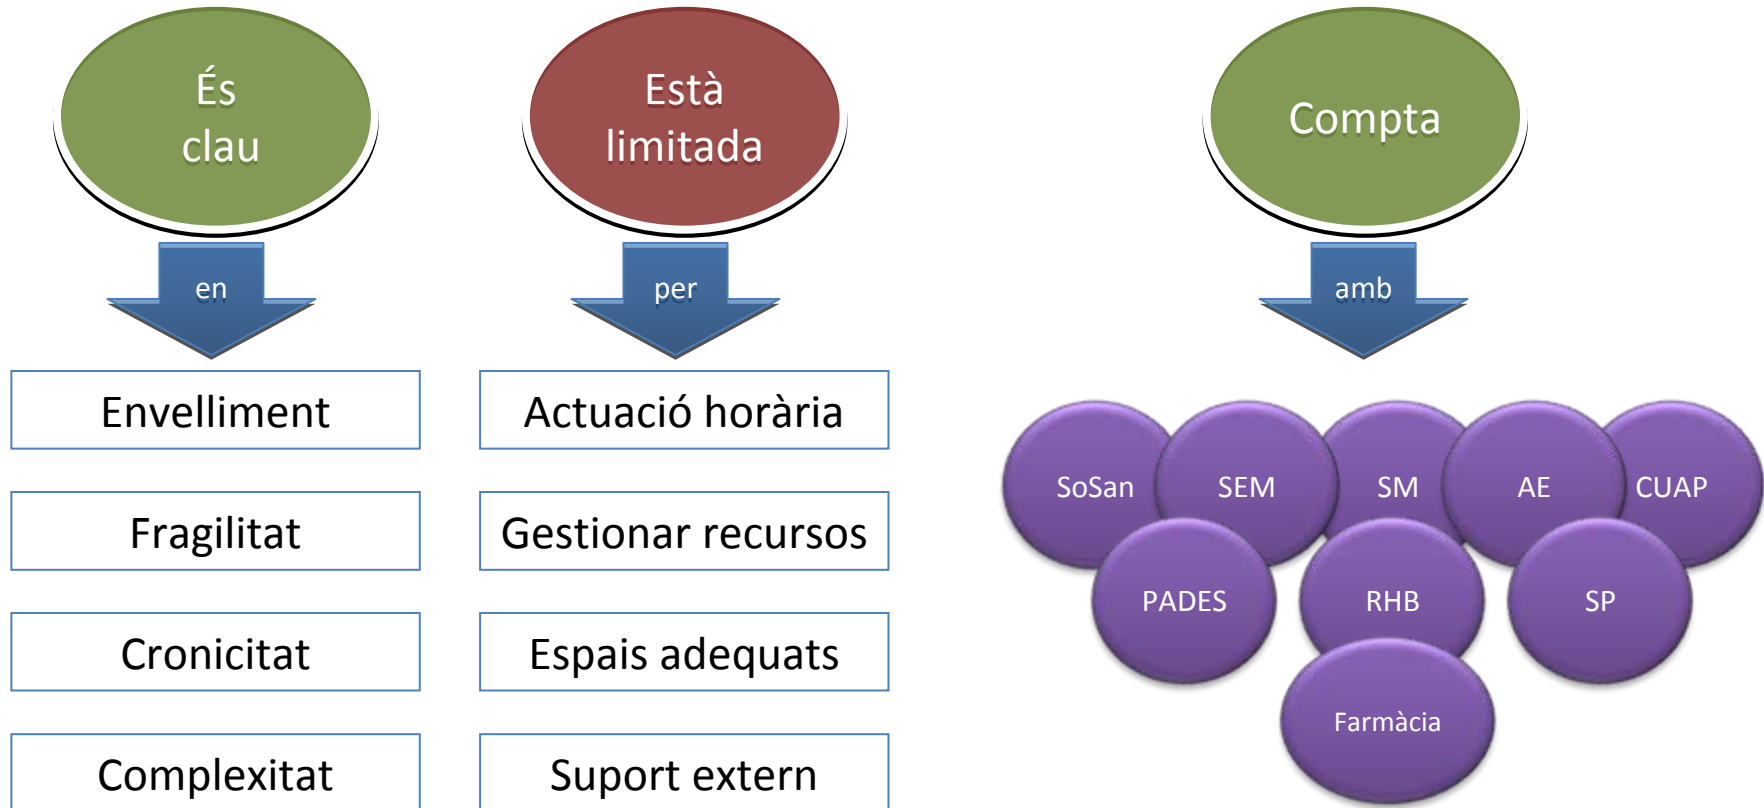 És
clau
en
Envelliment
Fragilitat
Cronicitat
Complexitat
Està
limitada
per
Actuació horària
Gestionar recursos
Espais adequats
Suport extern
Compta
amb
SoSan
SEM
SM
AE
CUAP
PADES
RHB
SP
Farmàcia